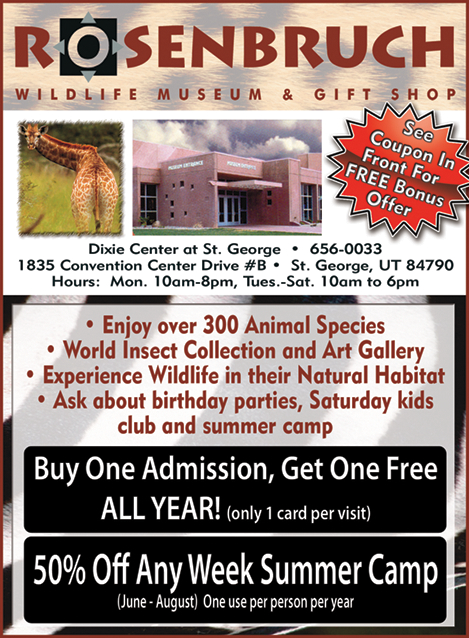 ROSENBRUCH
WILDLIFE MUSEUM & GIFT SHOP
See
Coupon In
Front For
FREE Bonus
Offer
MUSEUM ENTRANCE
MUSEUM ENTRANCE
Dixie Center at St. George • 656-0033
1835 Convention Center Drive #B • St. George, UT 84790
Hours: Mon. 10am-8pm, Tues.-Sat. 10am to 6pm
• Enjoy over 300 Animal Species
• World Insect Collection and Art Gallery
• Experience Wildlife in their Natural Habitat
• Ask about birthday parties, Saturday kids
club and summer camp
Buy One Admission, Get One Free
ALL YEAR! (only 1 card per visit)
50% Off Any Week Summer Camp
(June - August) One use per person per year